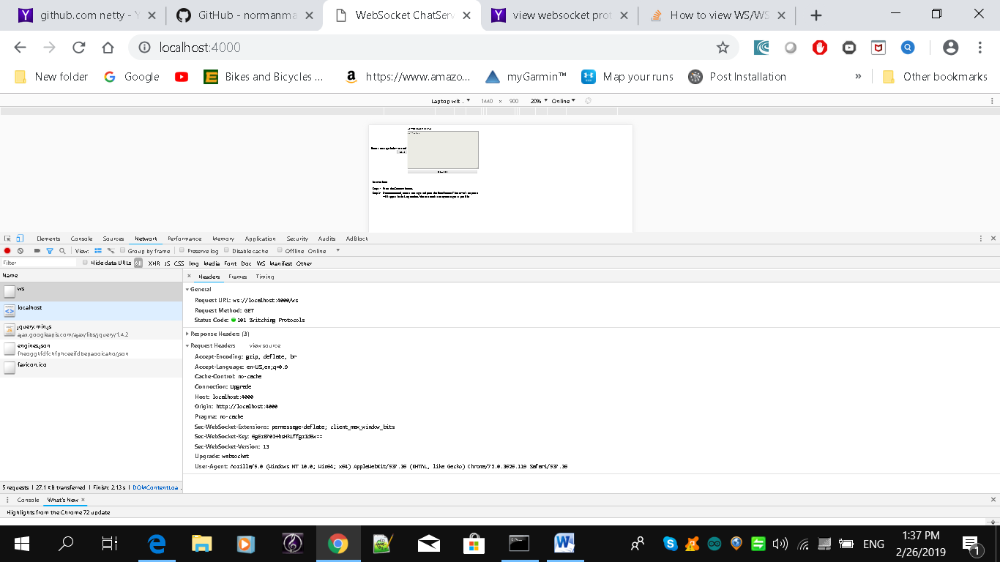 github.com netty - Y
GitHub - normanma
WebSocket ChatServ
view websocket prot
How to view WS/WS
localhost:4000
New folder
Google
Bikes and Bicycles ...
https://www.amazo...
myGarmin™
Map your runs
Post Installation
»
Other bookmarks
Laptop wit... 1440 × 900 20% Online
Elements Console Sources Network Performance Memory Application Security Audits AdBlock
View: Group by frame Preserve log Disable cache Offline Online
Filter Hide data URLs All XHR JS CSS Img Media Font Doc WS Manifest Other
Name
ws
localhost
jquery.min.js
ajax.googleapis.com/ajax/libs/jquery/1.4.2
engines.json
favicon.ico
5 requests | 27.1 KB transferred | Finish: 2.13 s | DOMContentLoa...
× Headers Frames Timing
General
Request URL: ws://localhost:4000/ws
Request Method: GET
Status Code: 101 Switching Protocols
Response Headers (3)
Request Headers view source
Accept-Encoding: gzip, deflate, br
Accept-Language: en-US,en;q=0.9
Cache-Control: no-cache
Connection: Upgrade
Host: localhost:4000
Origin: http://localhost:4000
Pragma: no-cache
Sec-WebSocket-Extensions: permessage-deflate; client_max_window_bits
Sec-WebSocket-Key:
Sec-WebSocket-Version: 13
Upgrade: websocket
User-Agent: Mozilla/5.0 (Windows NT 10.0; Win64; x64) AppleWebKit/537.36 (KHTML, like Gecko) Chrome/72.0.3626.119 Safari/537.36
Console What's New ×
Highlights from the Chrome 72 update
ENG
1:37 PM
2/26/2019
1